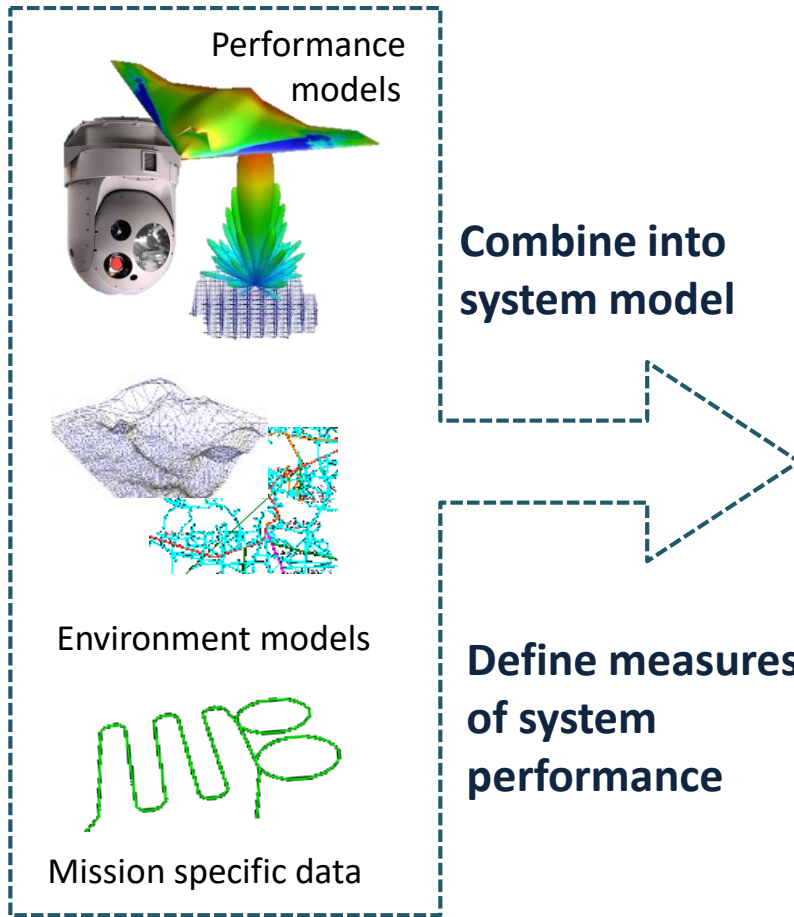 Performance
models
Combine into
system model
Environment models
Define measures
of system
performance
Mission specific data